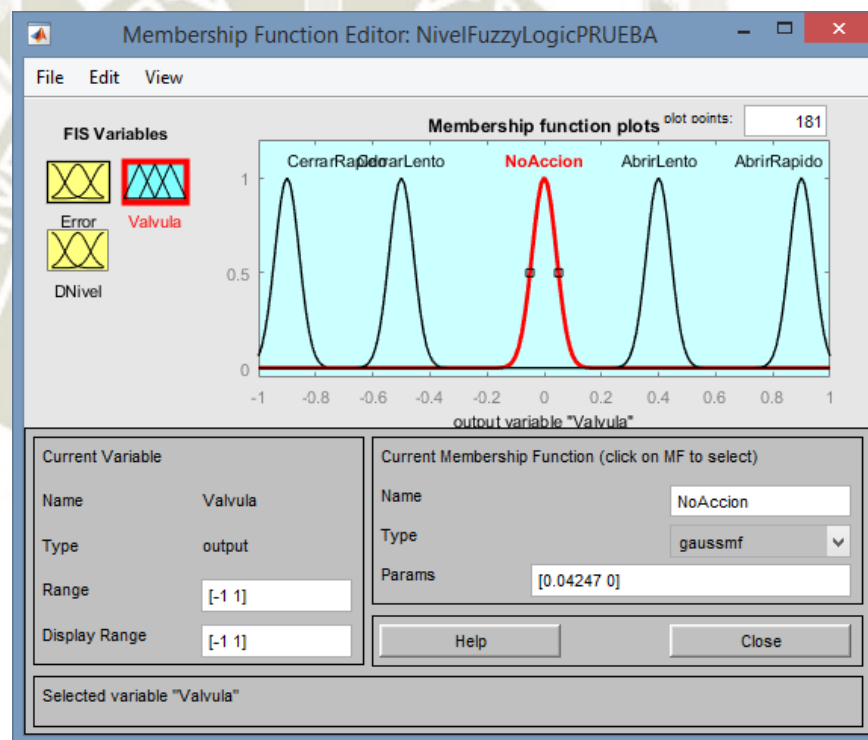 Membership Function Editor: NivelFuzzyLogicPRUEBA
File Edit View
FIS Variables
Error
Valvula
DNivel
Membership function plots
plot points:
181
CerrarRapido
CerrarLento
NoAccion
AbrirLento
AbrirRapido
1
0.5
0
-1 -0.8 -0.6 -0.4 -0.2 0 0.2 0.4 0.6 0.8 1
output variable "Valvula"
Current Variable
Name Valvula
Type output
Range [-1 1]
Display Range [-1 1]
Current Membership Function (click on MF to select)
Name NoAccion
Type gaussmf
Params [0.04247 0]
Help Close
Selected variable "Valvula"